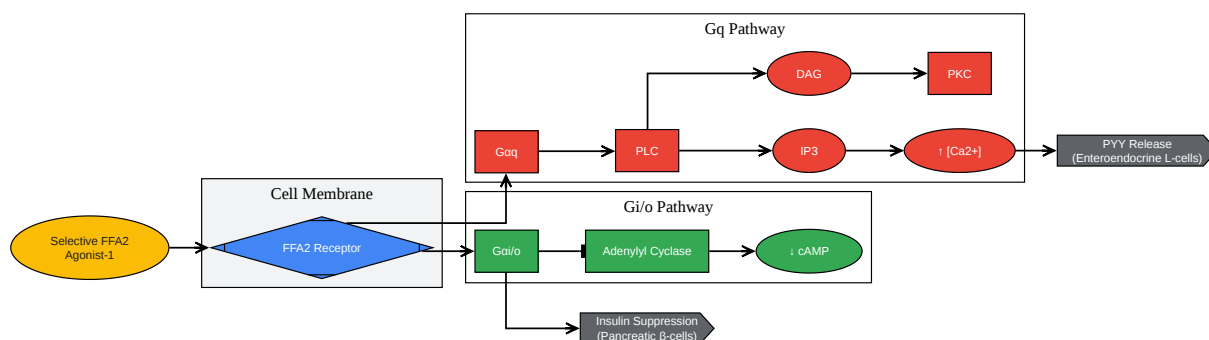 Gq Pathway
DAG
PKC
Gαq
PLC
IP3
↑ [Ca2+]
PYY Release
(Enteroendocrine L-cells)
Cell Membrane
Gi/o Pathway
Selective FFA2
Agonist-1
FFA2 Receptor
Gαi/o
Adenylyl Cyclase
↓ cAMP
Insulin Suppression
(Pancreatic β-cells)